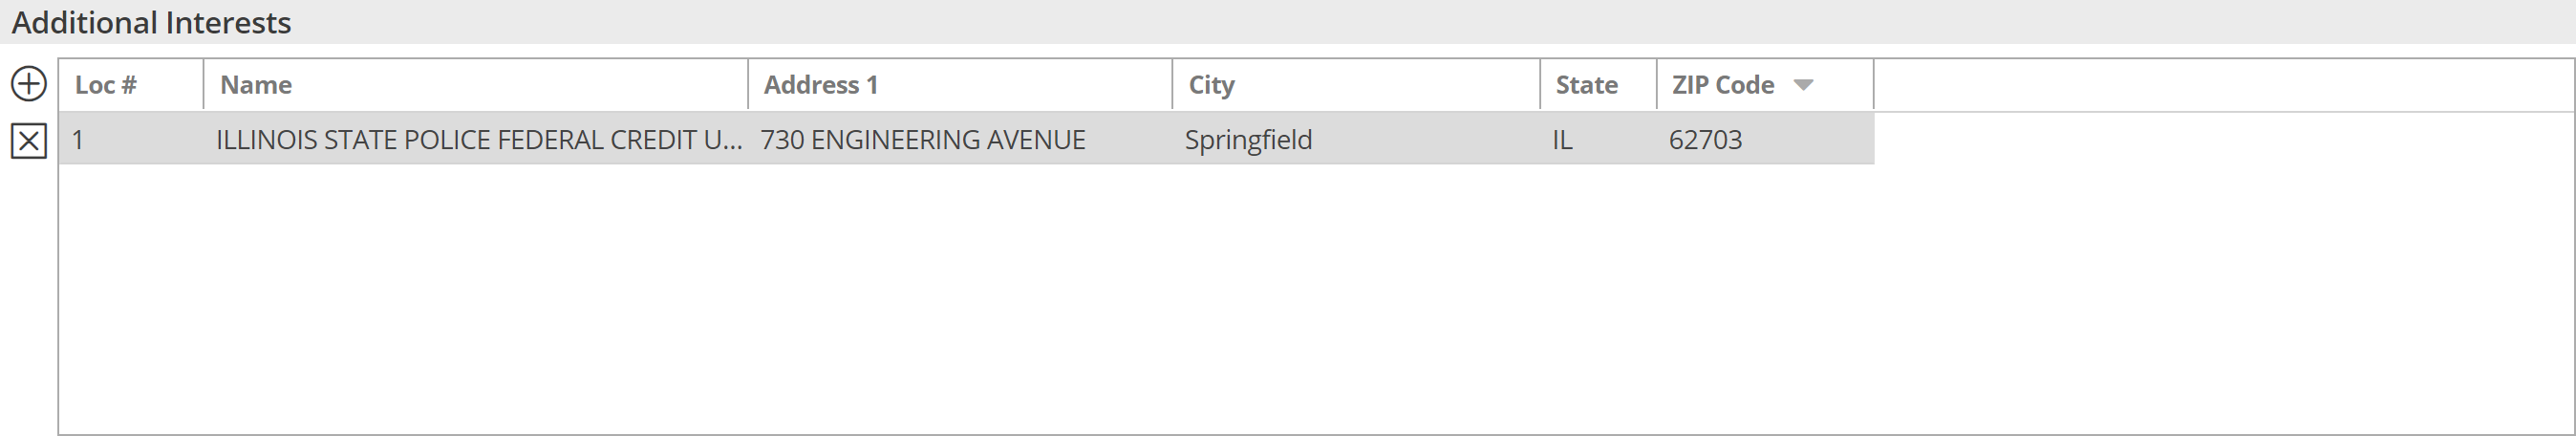 Additional Interests
Loc # Name Address 1 City State ZIP Code
1 ILLINOIS STATE POLICE FEDERAL CREDIT U... 730 ENGINEERING AVENUE Springfield IL 62703